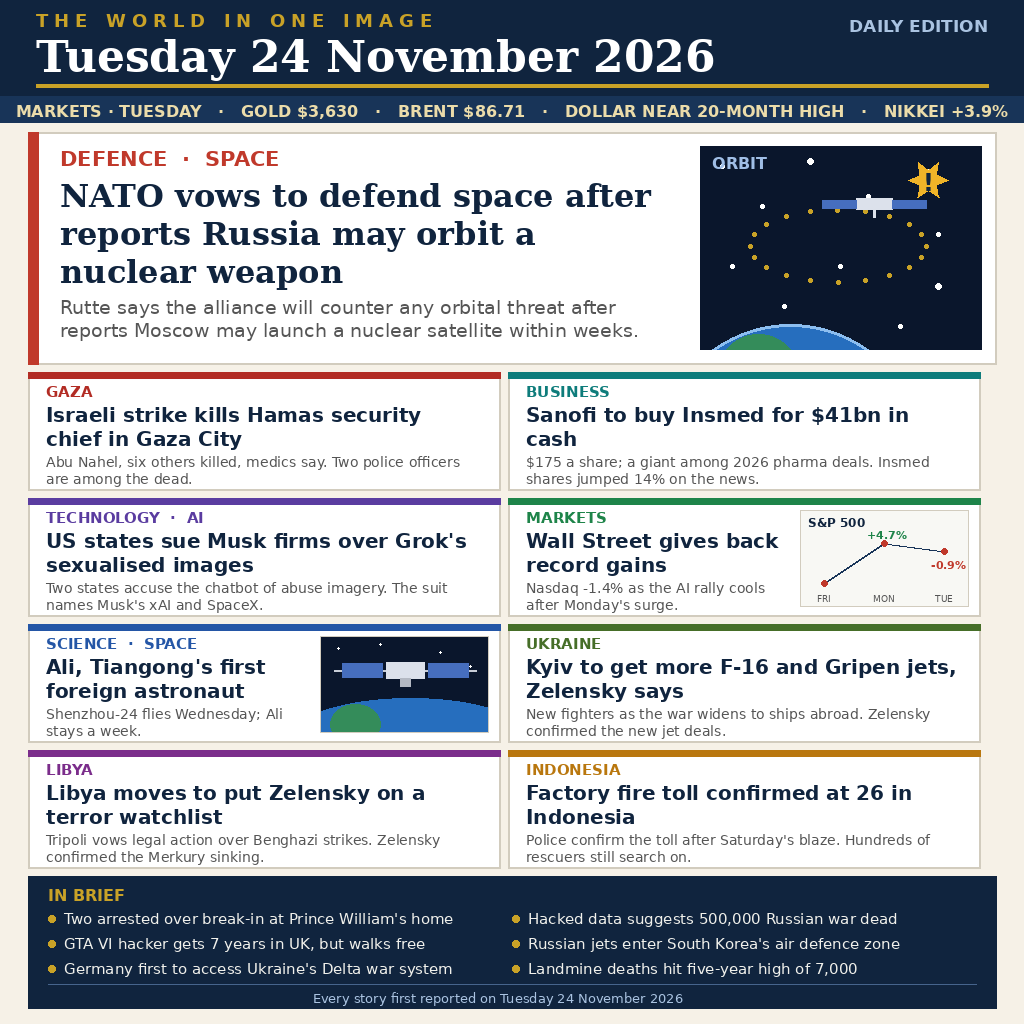 THE WORLD IN ONE IMAGE
DAILY EDITION
Tuesday 24 November 2026
MARKETS · TUESDAY · GOLD $3,630 · BRENT $86.71 · DOLLAR NEAR 20-MONTH HIGH · NIKKEI +3.9%
DEFENCE · SPACE
NATO vows to defend space after
reports Russia may orbit a
nuclear weapon
Rutte says the alliance will counter any orbital threat after
reports Moscow may launch a nuclear satellite within weeks.
ORBIT
!
GAZA
Israeli strike kills Hamas security
chief in Gaza City
Abu Nahel, six others killed, medics say. Two police officers
are among the dead.
BUSINESS
Sanofi to buy Insmed for $41bn in
cash
$175 a share; a giant among 2026 pharma deals. Insmed
shares jumped 14% on the news.
TECHNOLOGY · AI
US states sue Musk firms over Grok's
sexualised images
Two states accuse the chatbot of abuse imagery. The suit
names Musk's xAI and SpaceX.
MARKETS
Wall Street gives back
record gains
Nasdaq -1.4% as the AI rally cools
after Monday's surge.
S&P 500
+4.7%
-0.9%
FRI MON TUE
SCIENCE · SPACE
Ali, Tiangong's first
foreign astronaut
Shenzhou-24 flies Wednesday; Ali
stays a week.
UKRAINE
Kyiv to get more F-16 and Gripen jets,
Zelensky says
New fighters as the war widens to ships abroad. Zelensky
confirmed the new jet deals.
LIBYA
Libya moves to put Zelensky on a
terror watchlist
Tripoli vows legal action over Benghazi strikes. Zelensky
confirmed the Merkury sinking.
INDONESIA
Factory fire toll confirmed at 26 in
Indonesia
Police confirm the toll after Saturday's blaze. Hundreds of
rescuers still search on.
IN BRIEF
Two arrested over break-in at Prince William's home
GTA VI hacker gets 7 years in UK, but walks free
Germany first to access Ukraine's Delta war system
Hacked data suggests 500,000 Russian war dead
Russian jets enter South Korea's air defence zone
Landmine deaths hit five-year high of 7,000
Every story first reported on Tuesday 24 November 2026